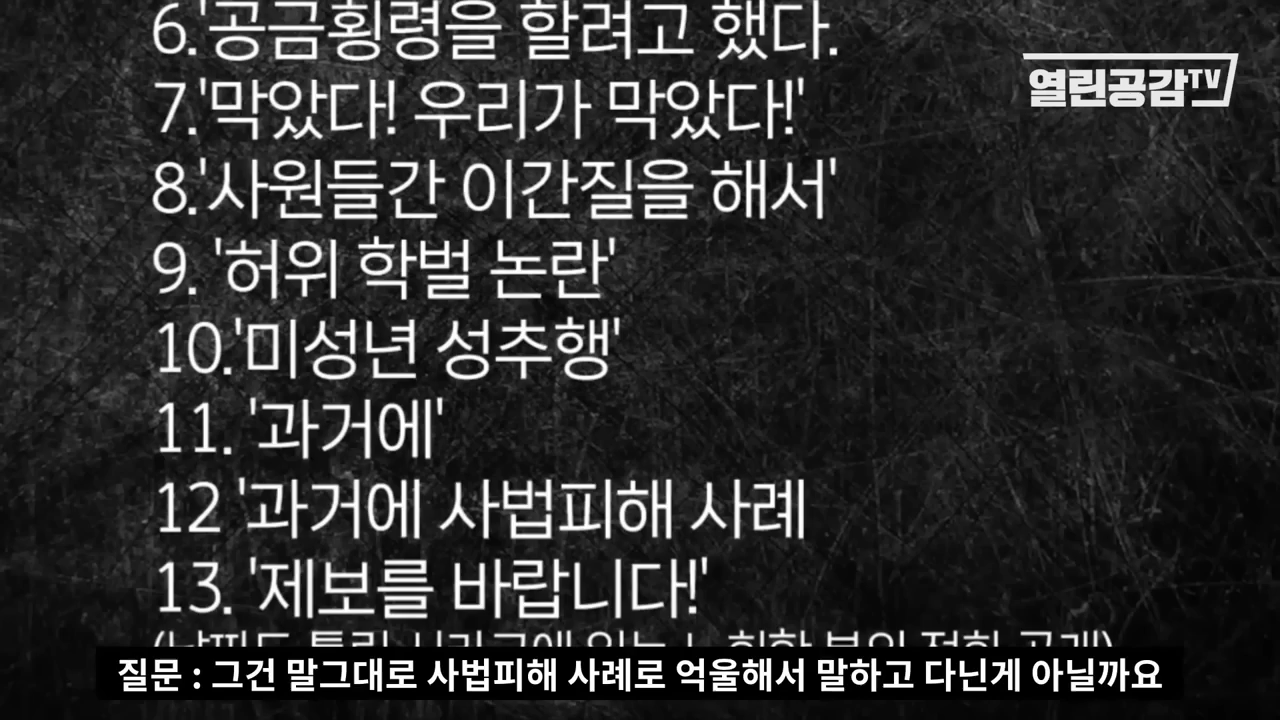 6.'공금횡령을 할려고 했다.
열린공감TV
7.'막았다! 우리가 막았다!'
8.'사원들간 이간질을 해서'
9. '허위 학벌 논란'
10.'미성년 성추행'
11. '과거에'
12 '과거에 사법피해 사례
13. '제보를 바랍니다!'
질문 : 그건 말그대로 사법피해 사례로 억울해서 말하고 다닌게 아닐까요